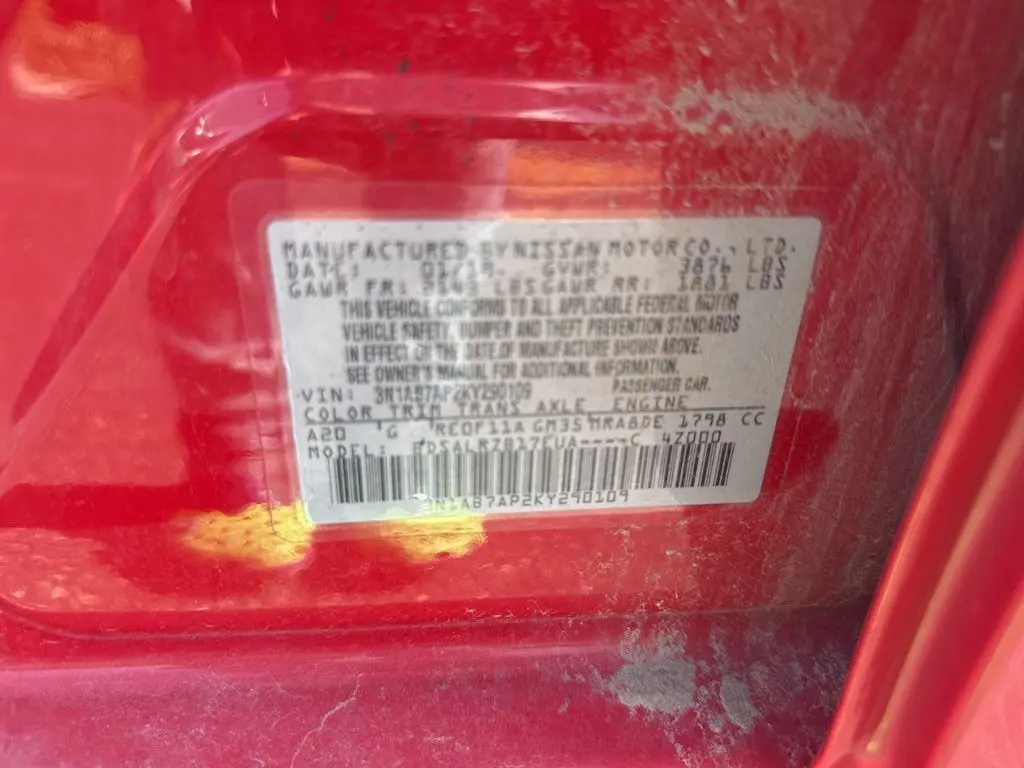 MANUFACTURED BY NISSAN MOTOR CO., LTD.
DATE: 01/19 GVWR: 3876 LBS
GAWR FR: LBS GAWR RR: 1881 LBS
THIS VEHICLE CONFORMS TO ALL APPLICABLE FEDERAL MOTOR
VEHICLE SAFETY, BUMPER AND THEFT PREVENTION STANDARDS
IN EFFECT ON THE DATE OF MANUFACTURE SHOWN ABOVE.
SEE OWNER'S MANUAL FOR ADDITIONAL INFORMATION.
VIN: 3N1AB7AP2KY290109 PASSENGER CAR.
COLOR TRIM TRANS AXLE ENGINE
A20 G RE0F11A GM35 MRA8DE 1798 CC
MODEL: C 4Z000
3N1AB7AP2KY290109